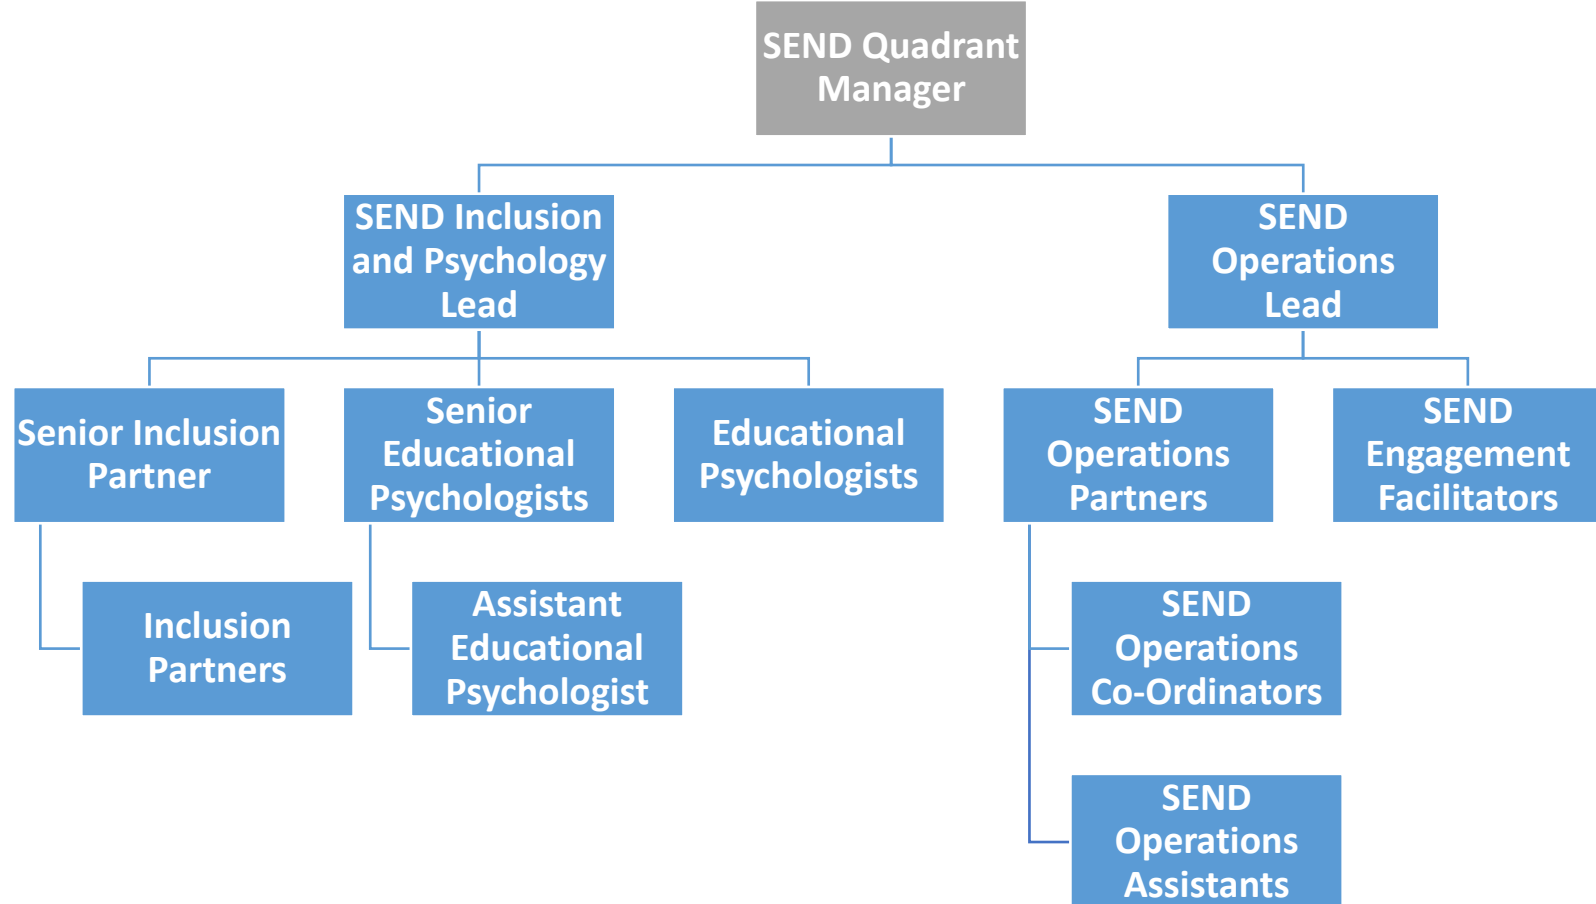 SEND Quadrant
Manager
SEND Inclusion
and Psychology
Lead
SEND
Operations
Lead
Senior Inclusion
Partner
Senior
Educational
Psychologists
Educational
Psychologists
SEND
Operations
Partners
SEND
Engagement
Facilitators
Inclusion
Partners
Assistant
Educational
Psychologist
SEND
Operations
Co-Ordinators
SEND
Operations
Assistants